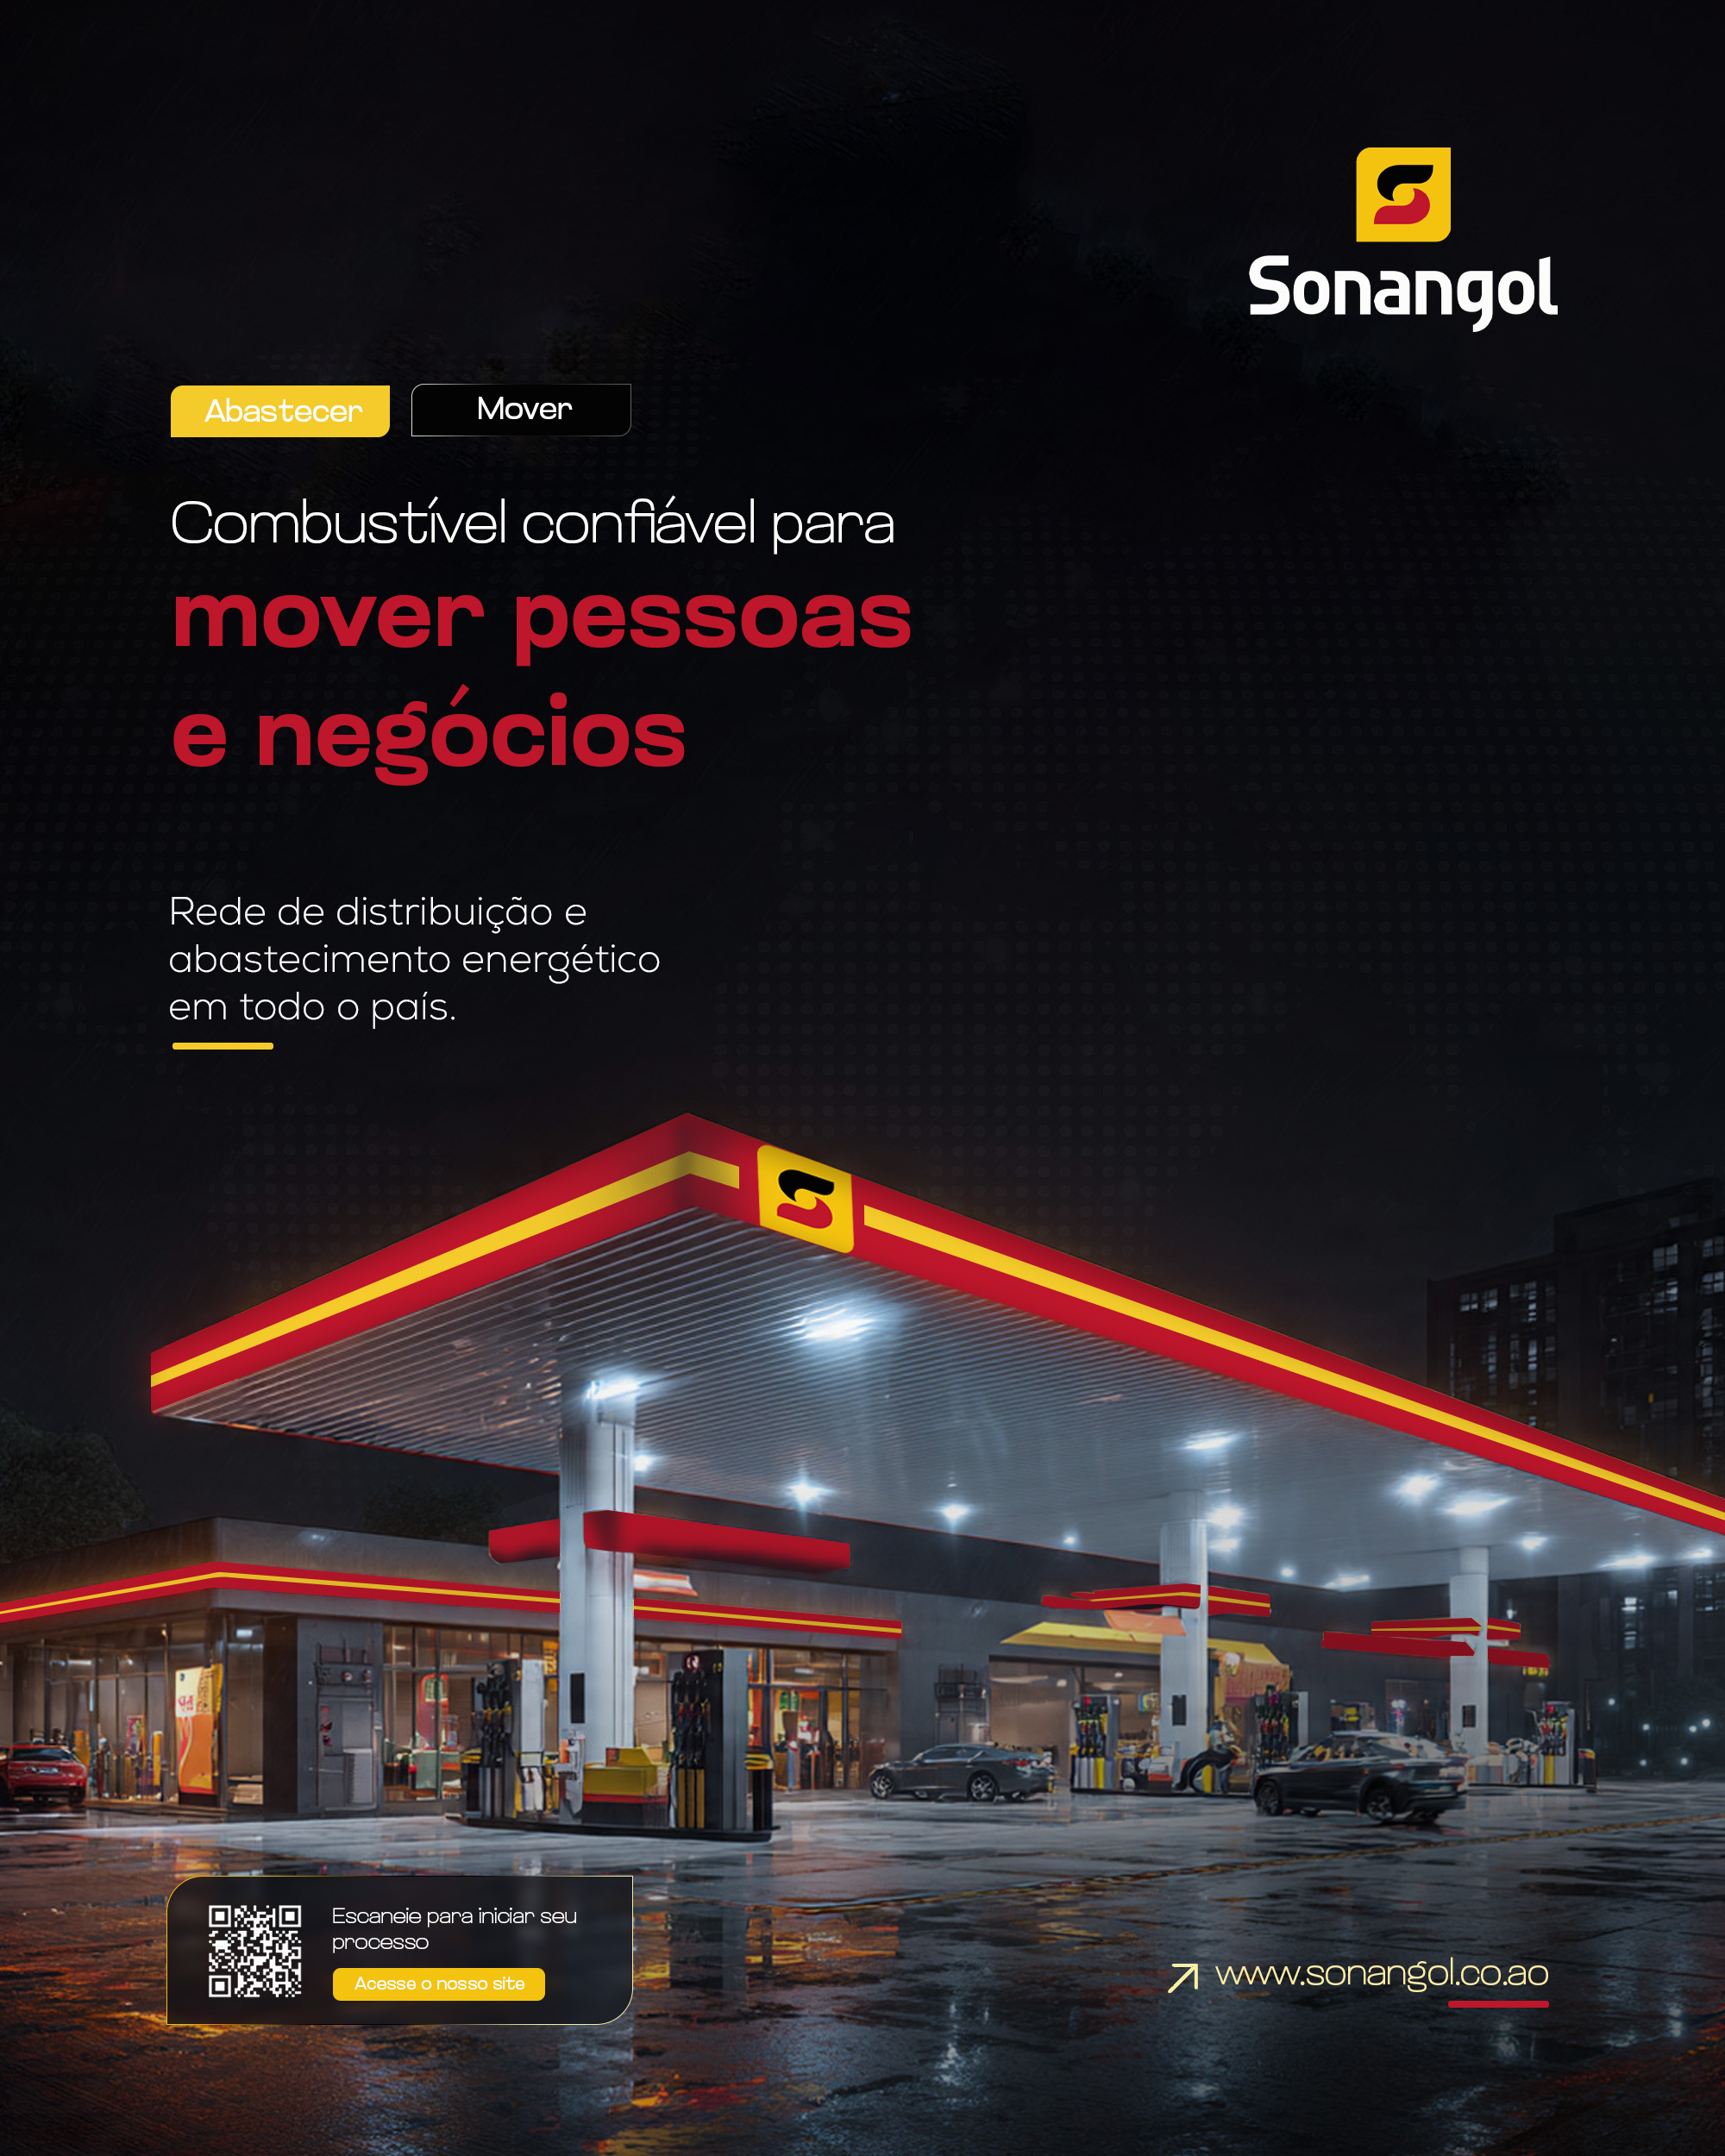 Sonangol
Abastecer
Mover
Combustível confiável para
mover pessoas
e negócios
Rede de distribuição e
abastecimento energético
em todo o país.
Escaneie para iniciar seu
processo
Acesse o nosso site
www.sonangol.co.ao